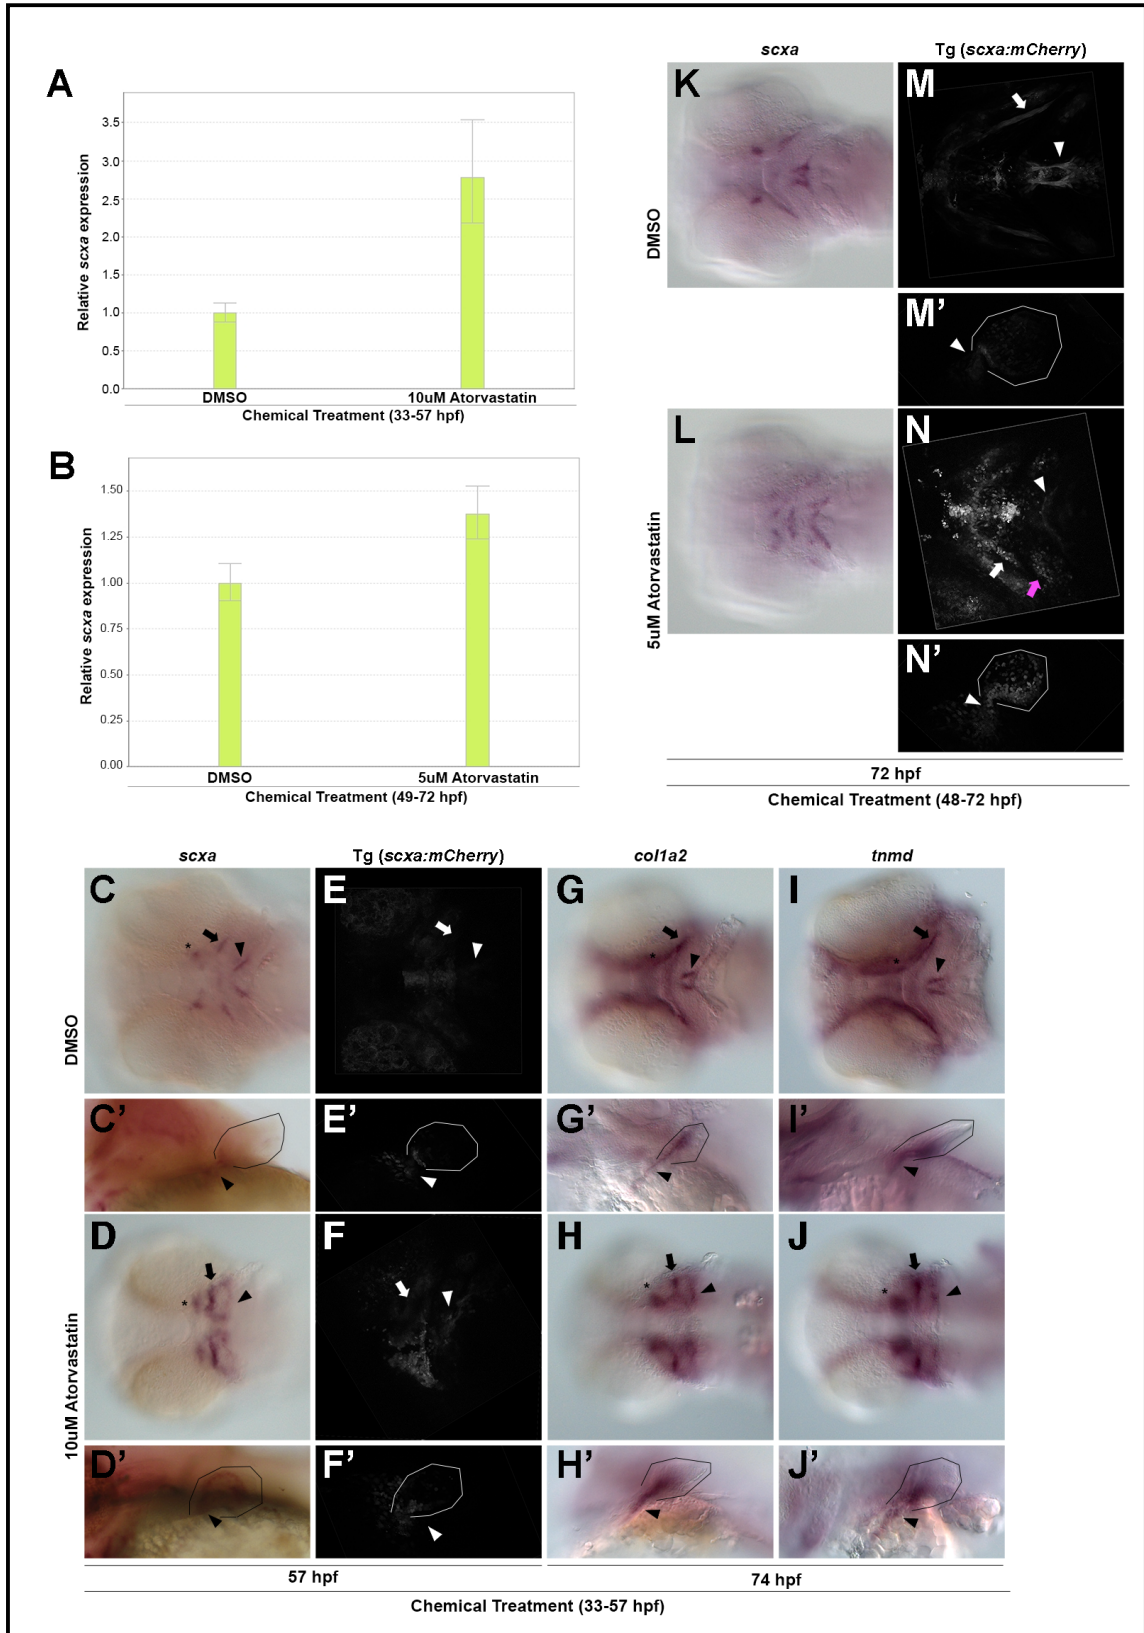 A
3.5
3.0
2.5
2.0
1.5
1.0
0.5
0.0
Relative scxa expression
DMSO 10uM Atorvastatin
Chemical Treatment (33-57 hpf)
B
1.50
1.25
1.00
0.75
0.50
0.25
0.00
Relative scxa expression
DMSO 5uM Atorvastatin
Chemical Treatment (49-72 hpf)
scxa Tg (scxa:mCherry)
DMSO
K M
M’
5uM Atorvastatin
L N
N’
72 hpf
Chemical Treatment (48-72 hpf)
scxa Tg (scxa:mCherry) col1a2 tnmd
DMSO
C E G I
*
*
*
C’ E’ G’ I’
10uM Atorvastatin
D F H J
*
*
*
D’ F’ H’ J’
57 hpf 74 hpf
Chemical Treatment (33-57 hpf)